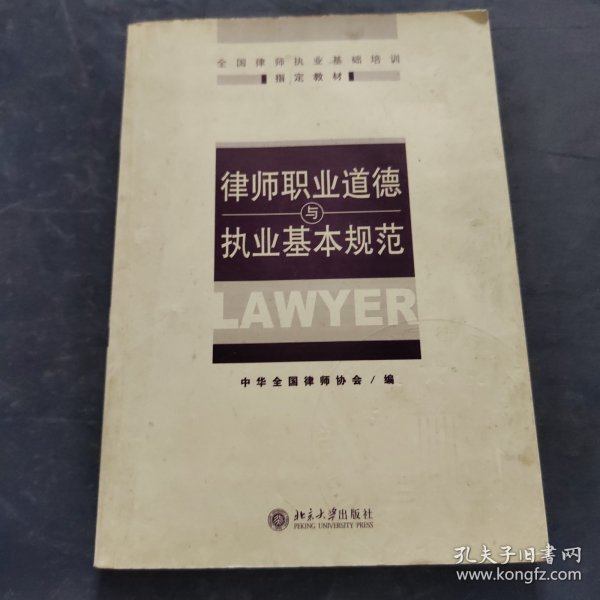 全国律师执业基础培训
指定教材
律师职业道德
与
执业基本规范
LAWYER
中华全国律师协会/编
北京大学出版社
PEKING UNIVERSITY PRESS
孔夫子旧书网
www.kongfz.com